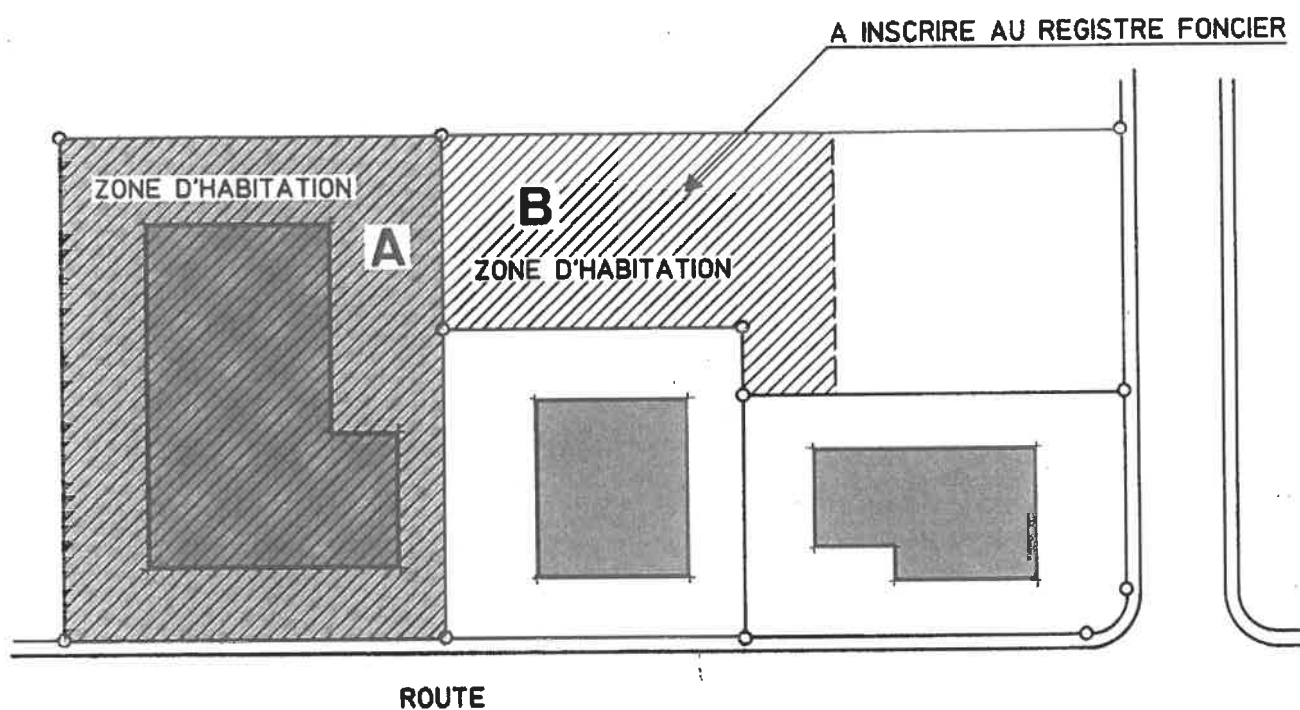 A INSCRIRE AU REGISTRE FONCIER
ZONE D'HABITATION
A
B
ZONE D'HABITATION
ROUTE